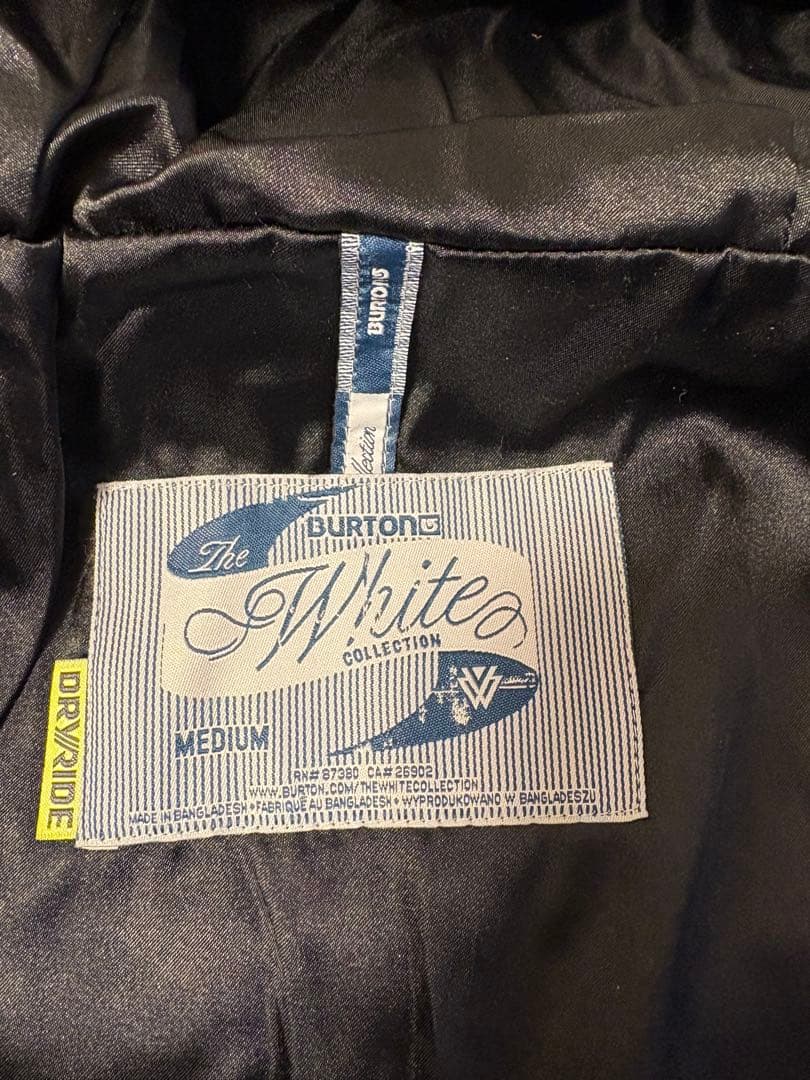 BURTON
llection
BURTON
The
White
COLLECTION
MEDIUM
DRYRIDE
RN# 87380 CA# 26902
WWW.BURTON.COM/THEWHITECOLLECTION
MADE IN BANGLADESH • FABRIQUÉ AU BANGLADESH • WYPRODUKOWANO W BANGLADESZU